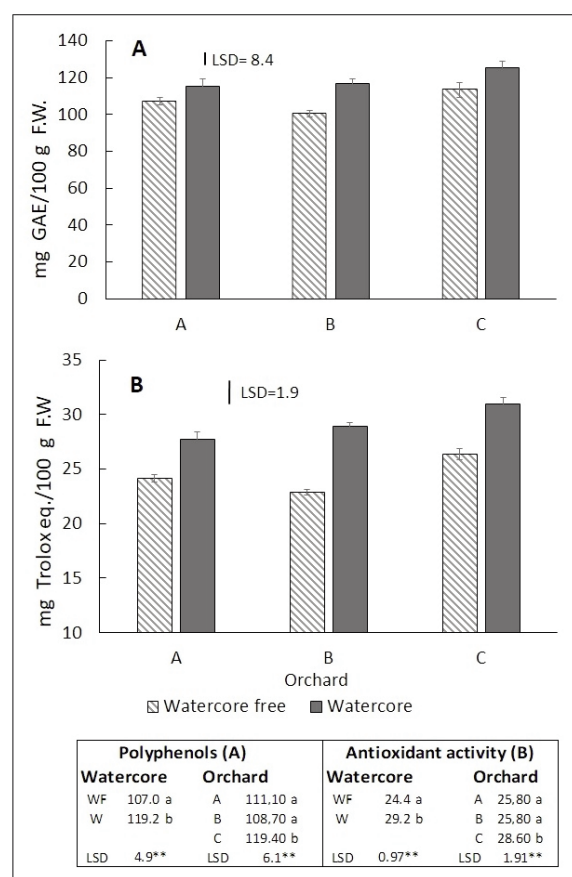 A
LSD= 8.4
mg GAE/100 g F.W.
140
120
100
80
60
40
20
0
A B C
B
LSD=1.9
mg Trolox eq./100 g F.W
35
30
25
20
15
10
A B C
Orchard
Watercore free Watercore
Polyphenols (A) Antioxidant activity (B)
Watercore Orchard Watercore Orchard
WF 107.0 a A 111,10 a WF 24.4 a A 25,80 a
W 119.2 b B 108,70 a W 29.2 b B 25,80 a
C 119.40 b C 28.60 b
LSD 4.9** LSD 6.1** LSD 0.97** LSD 1.91**